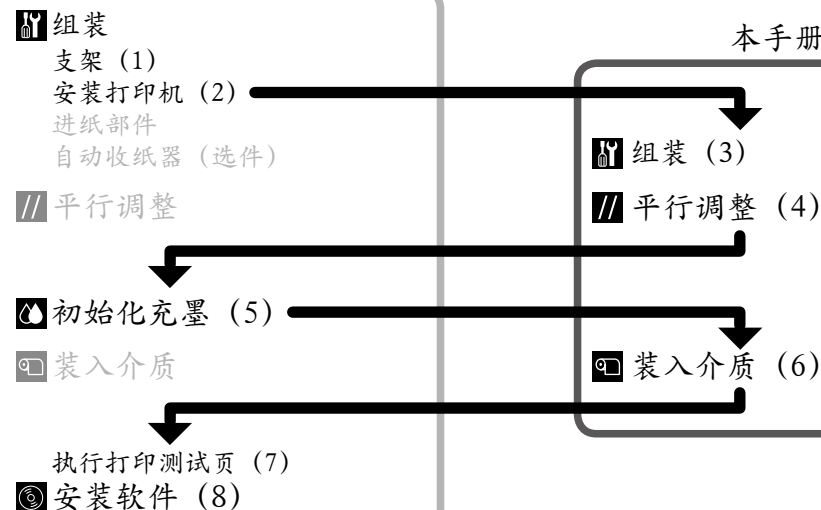 组装
支架（1）
安装打印机（2）
进纸部件
自动收纸器（选件）
平行调整
初始化充墨（5）
装入介质
执行打印测试页（7）
安装软件（8）
本手册
组装（3）
平行调整（4）
装入介质（6）